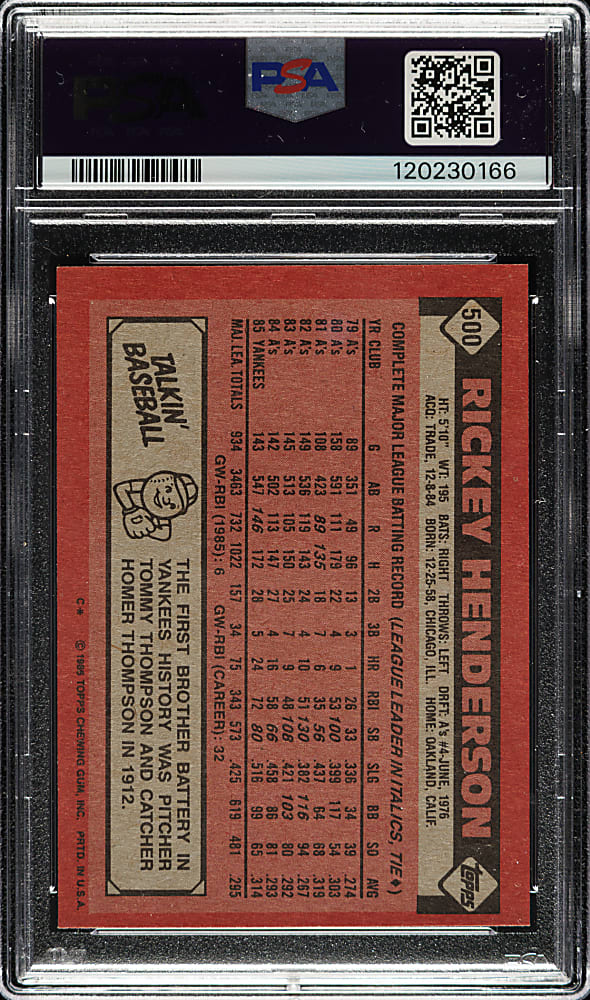 PSA
120230166
500
RICKEY HENDERSON
TOPPS
HT: 5'10" WT: 195 BATS: RIGHT THROWS: LEFT DRFT: A's #4-JUNE, 1976
ACQ: TRADE, 12-8-84 BORN: 12-25-58, CHICAGO, ILL. HOME: OAKLAND, CALIF.
COMPLETE MAJOR LEAGUE BATTING RECORD (LEAGUE LEADER IN ITALICS, TIE♦)
YR CLUB G AB R H 2B 3B HR RBI SB SLG BB SO AVG
79 A's 89 351 49 96 13 3 1 26 33 .336 34 39 .274
80 A's 158 591 111 179 22 4 9 53 100 .399 117 54 .303
81 A's 108 423 89 135 18 7 6 35 56 .437 64 68 .319
82 A's 149 536 119 143 24 4 10 51 130 .382 116 94 .267
83 A's 145 513 105 150 25 7 9 48 108 .421 103 80 .292
84 A's 142 502 113 147 27 4 16 58 66 .458 86 81 .293
85 YANKEES 143 547 146 172 28 5 24 72 80 .516 99 65 .314
MAJ. LEA. TOTALS 934 3463 732 1022 157 34 75 343 573 .425 619 481 .295
GW-RBI (1985): 6 GW-RBI (CAREER): 32
TALKIN'
BASEBALL
THE FIRST BROTHER BATTERY IN
YANKEES HISTORY WAS PITCHER
TOMMY THOMPSON AND CATCHER
HOMER THOMPSON IN 1912.
C* © 1986 TOPPS CHEWING GUM, INC. PRTD. IN U.S.A.